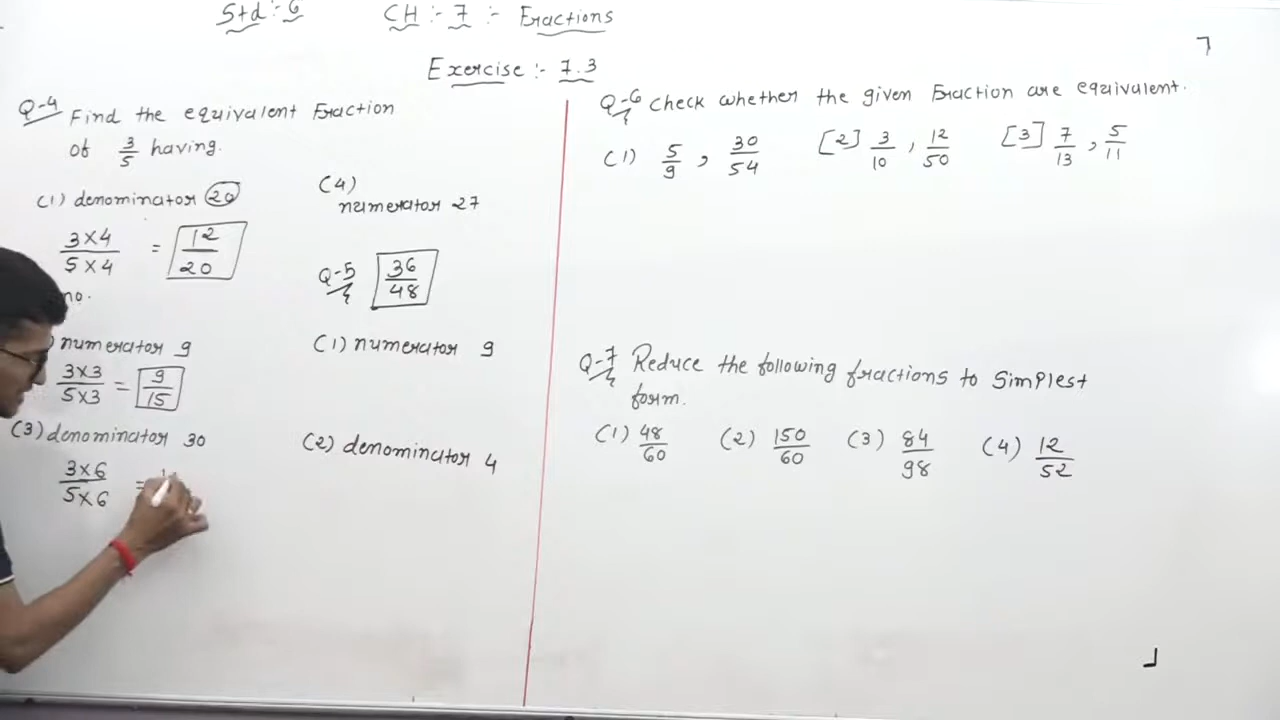 Std :- 6 CH :- 7 :- Fractions
Exercise :- 7.3
Q-4 Find the equivalent Fraction
of 3/5 having.
(1) denominator 20
3×4/5×4 = 12/20
no.
numerator 9
3×3/5×3 = 9/15
(3) denominator 30
3×6/5×6 =
(4)
numerator 27
Q-5 36/48
(1) numerator 9
(2) denominator 4
Q-6 Check whether the given Fraction are equivalent.
(1) 5/9 , 30/54 [2] 3/10 , 12/50 [3] 7/13 , 5/11
Q-7 Reduce the following fractions to Simplest
form.
(1) 48/60 (2) 150/60 (3) 84/98 (4) 12/52